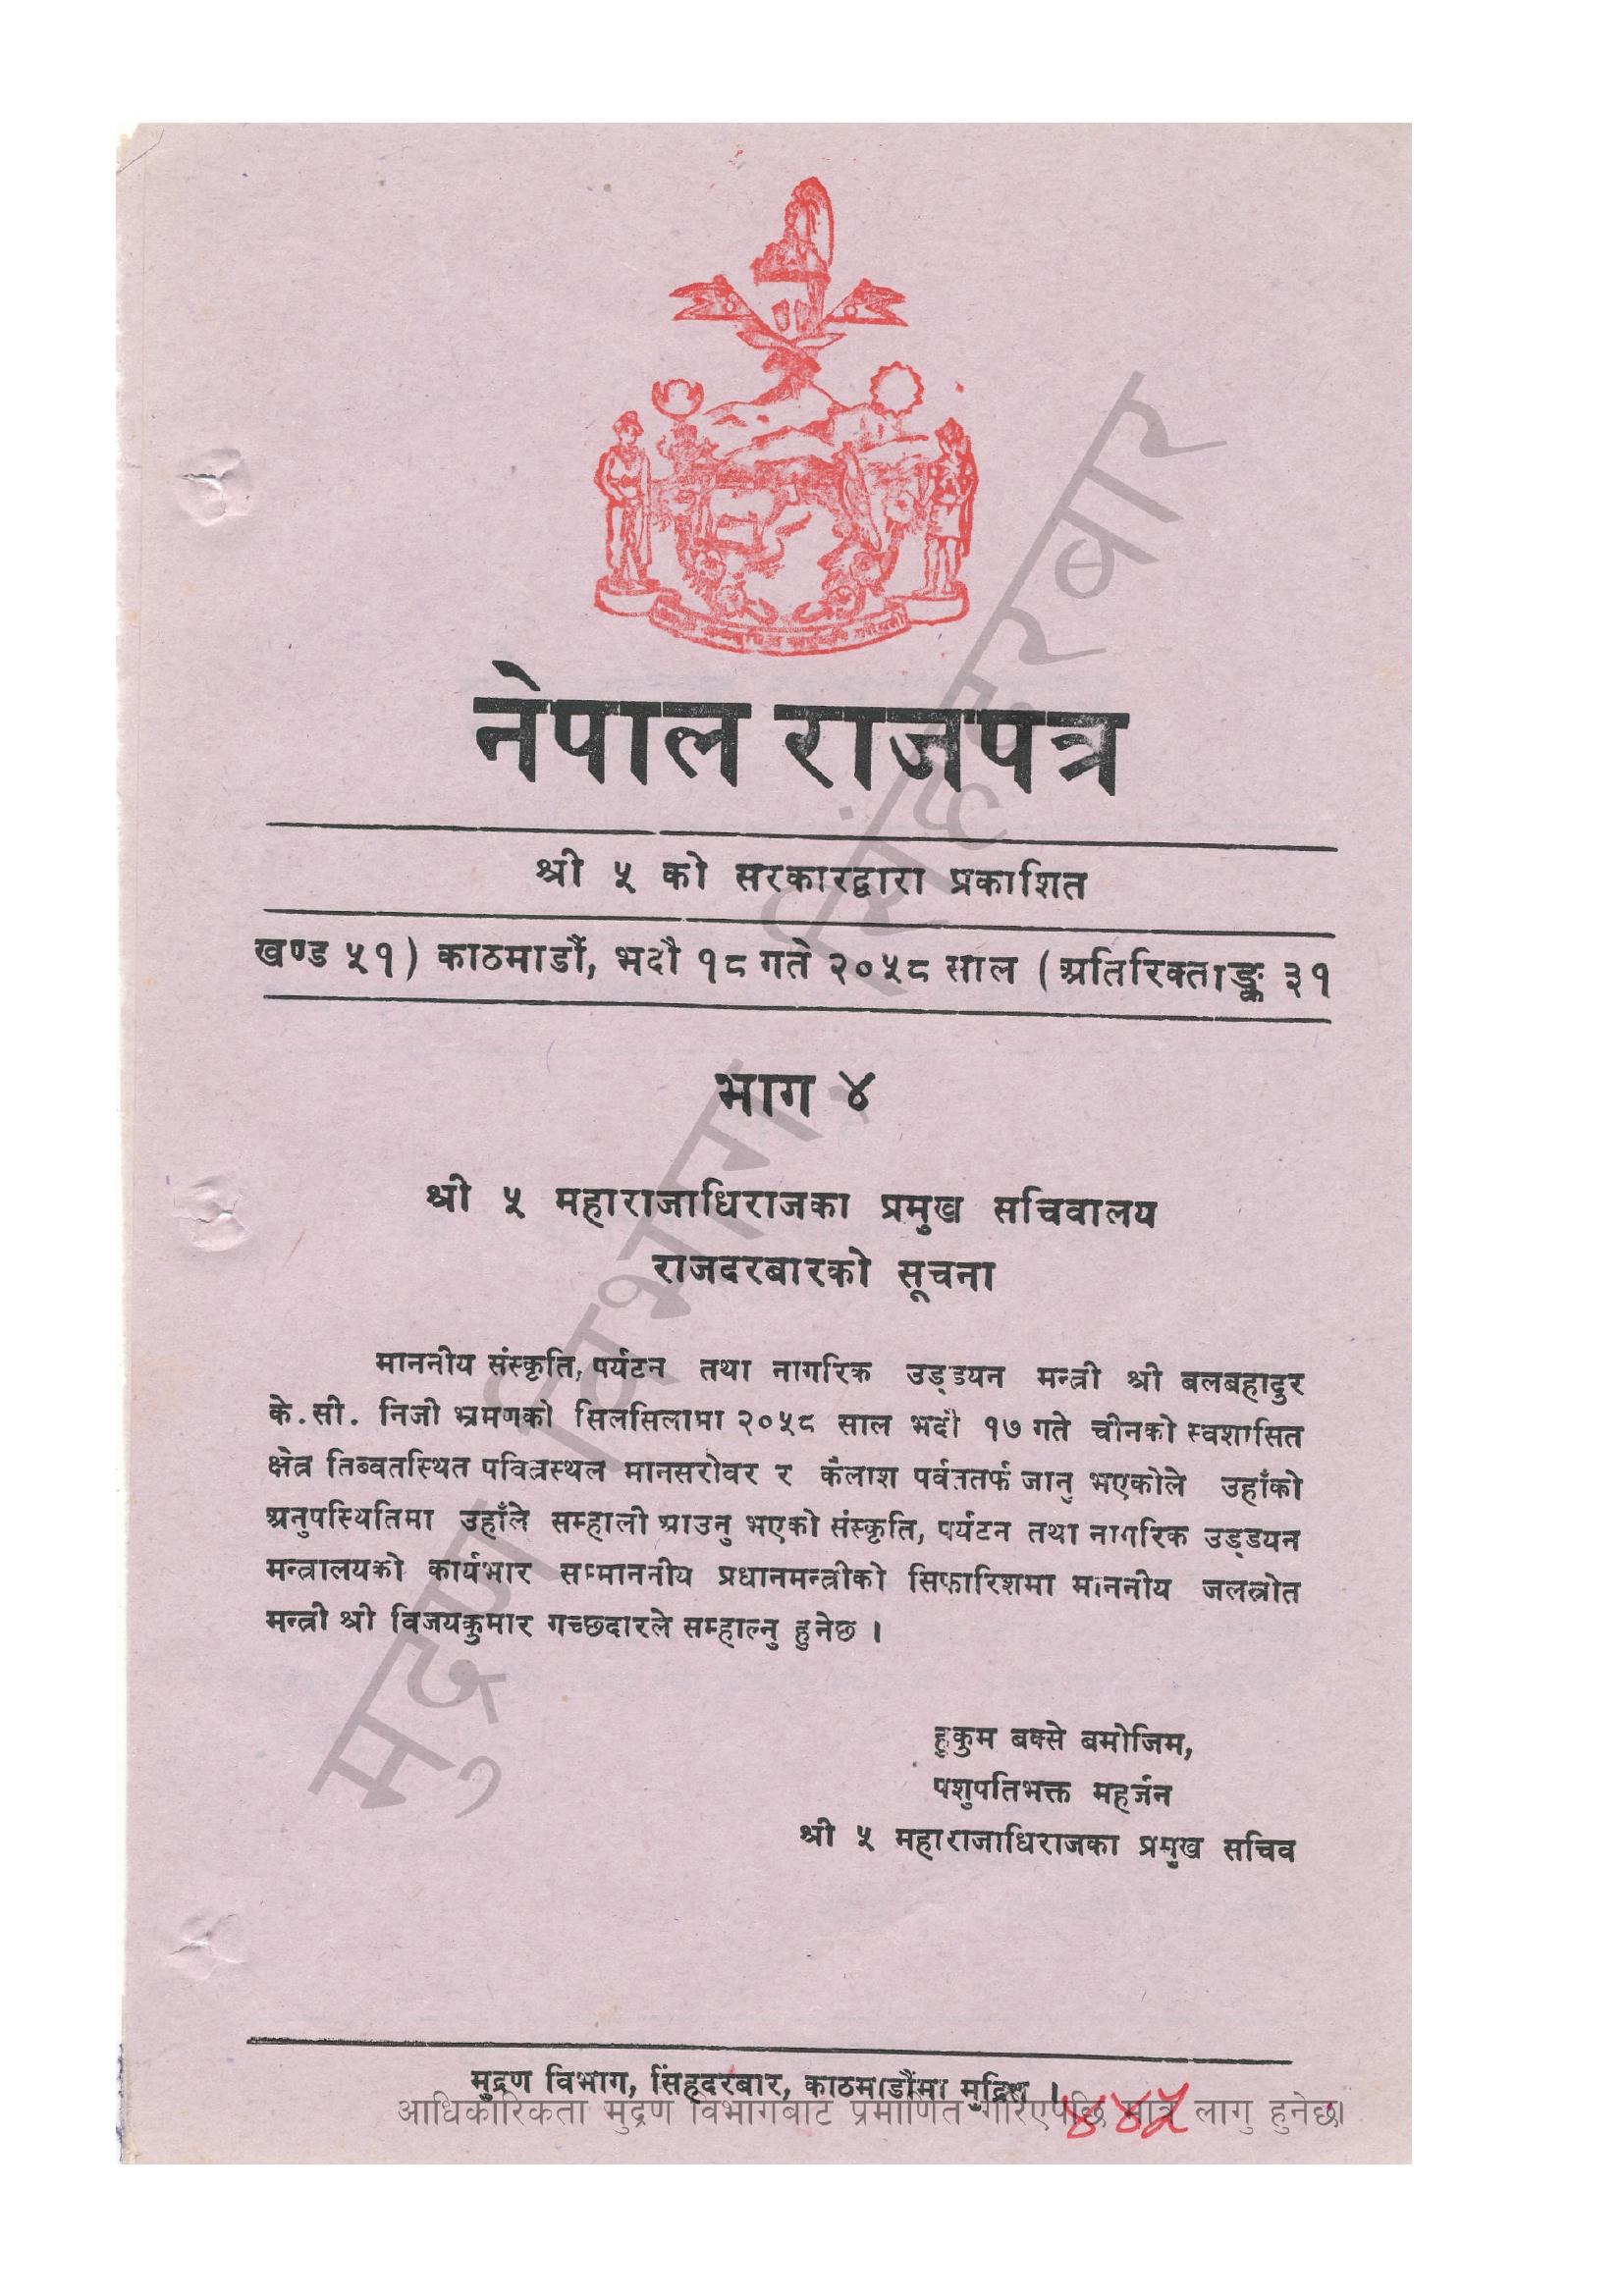 नेपाल राजपत्र
श्री ५ को सरकारद्वारा प्रकाशित
खण्ड ५१) काठमाडौं, भदौ १८ गते २०५८ साल (अतिरिक्ताङ्क ३१
भाग ४
श्री ५ महाराजाधिराजका प्रमुख सचिवालय
राजदरबारको सूचना
माननीय संस्कृति, पर्यटन तथा नागरिक उड्डयन मन्त्री श्री बलबहादुर
के.सी. निजी भ्रमणको सिलसिलामा २०५८ साल भदौ १७ गते चीनको स्वशासित
क्षेत्र तिब्बतस्थित पवित्रस्थल मानसरोवर र कैलाश पर्वततर्फ जानु भएकोले उहाँको
अनुपस्थितिमा उहाँले सम्हाली आउनु भएको संस्कृति, पर्यटन तथा नागरिक उड्डयन
मन्त्रालयको कार्यभार सम्माननीय प्रधानमन्त्रीको सिफारिशमा माननीय जलस्रोत
मन्त्री श्री विजयकुमार गच्छदारले सम्हाल्नु हुनेछ ।
हुकुम बक्से बमोजिम,
पशुपतिभक्त महर्जन
श्री ५ महाराजाधिराजका प्रमुख सचिव
मुद्रण विभाग, सिंहदरबार, काठमाडौंमा मुद्रित ।
आधिकारिकता मुद्रण विभागबाट प्रमाणित गरिएपछि मात्र लागु हुनेछ।
४४५
मुद्रण विभाग, सिंहदरबार